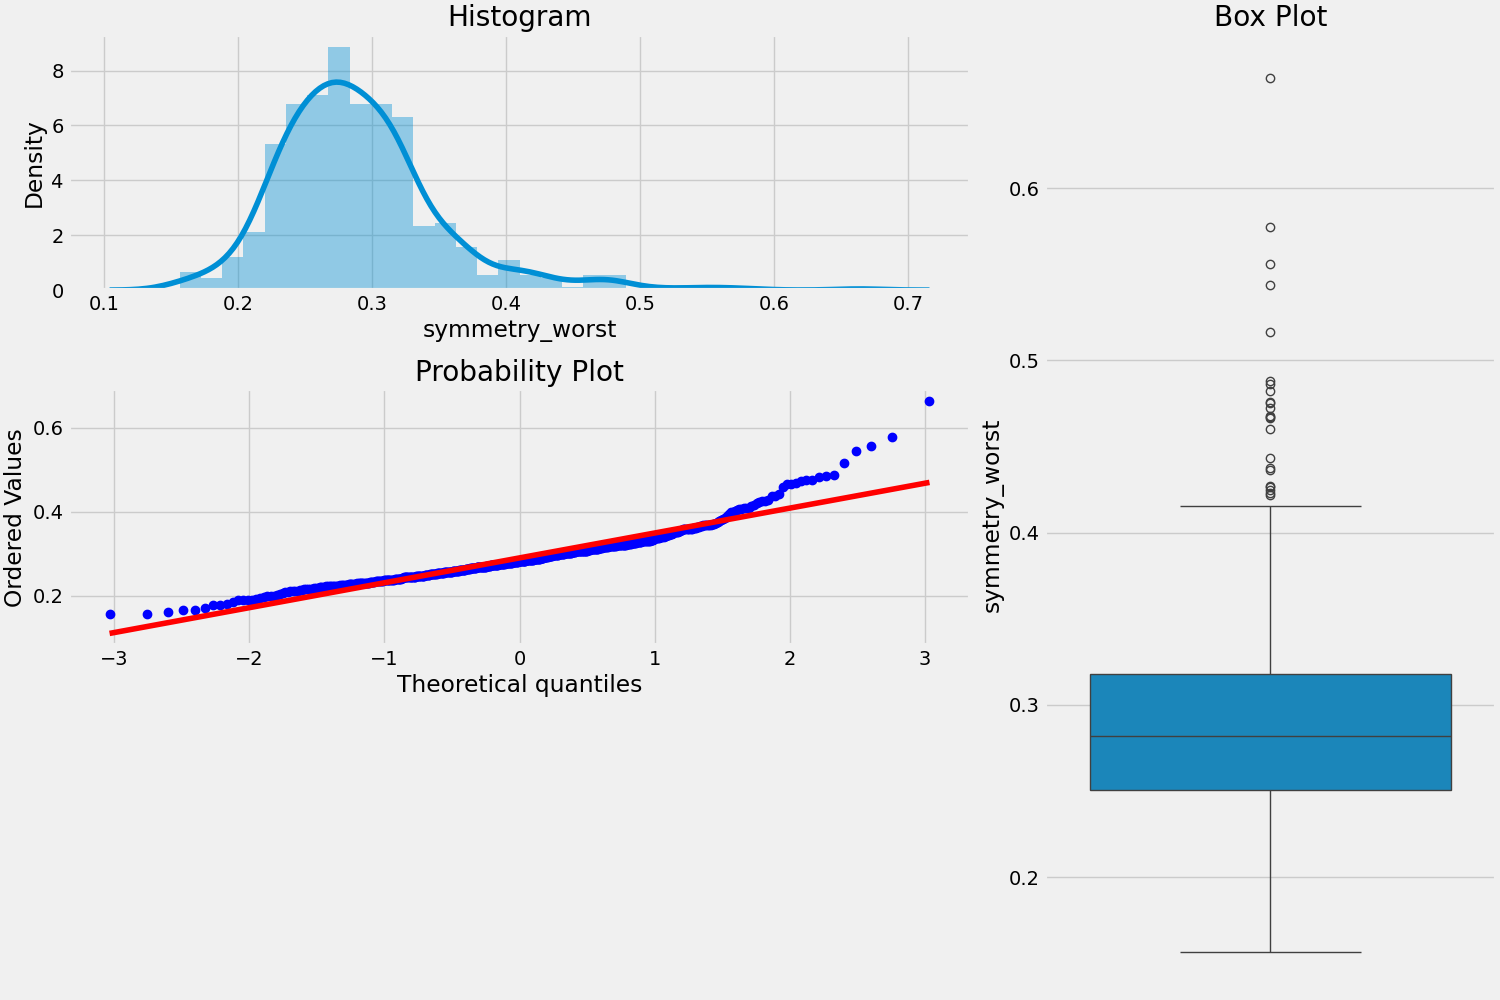 Histogram
Density
8
6
4
2
0
0.1 0.2 0.3 0.4 0.5 0.6 0.7
symmetry_worst
Probability Plot
Ordered Values
0.6
0.4
0.2
−3 −2 −1 0 1 2 3
Theoretical quantiles
Box Plot
symmetry_worst
0.6
0.5
0.4
0.3
0.2